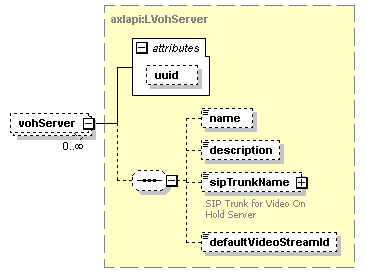 axlapi:LVohServer
attributes
uuid
vohServer
0..∞
name
description
sipTrunkName
SIP Trunk for Video On
Hold Server
defaultVideoStreamId